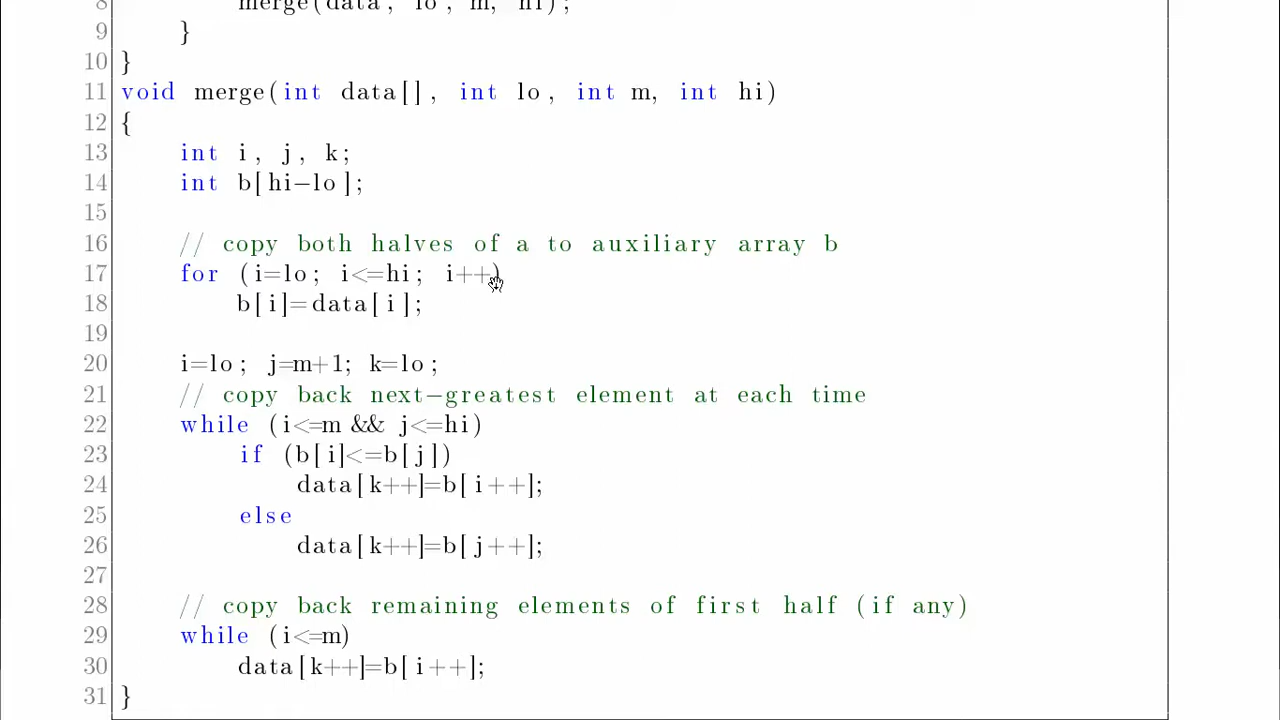 8 merge(data, lo, m, hi);
9 }
10 }
11 void merge(int data[], int lo, int m, int hi)
12 {
13 int i, j, k;
14 int b[hi−lo];
15
16 // copy both halves of a to auxiliary array b
17 for (i=lo; i<=hi; i++)
18 b[i]=data[i];
19
20 i=lo; j=m+1; k=lo;
21 // copy back next−greatest element at each time
22 while (i<=m && j<=hi)
23 if (b[i]<=b[j])
24 data[k++]=b[i++];
25 else
26 data[k++]=b[j++];
27
28 // copy back remaining elements of first half (if any)
29 while (i<=m)
30 data[k++]=b[i++];
31 }